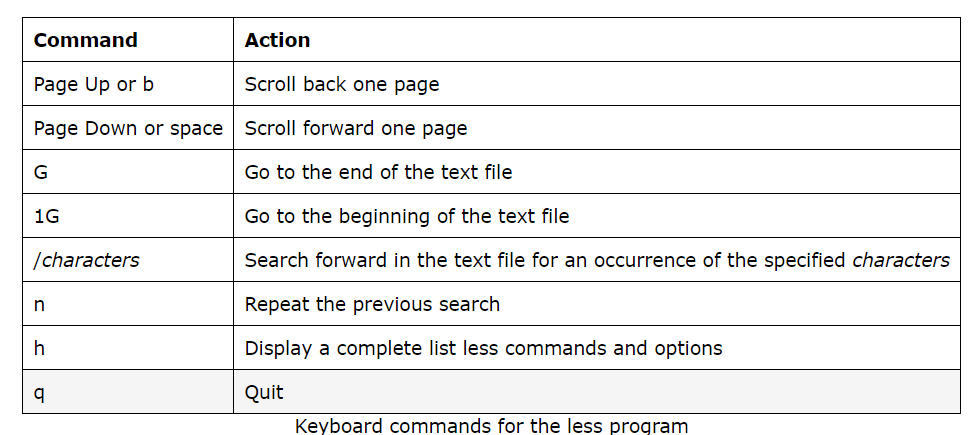 Command Action
Page Up or b Scroll back one page
Page Down or space Scroll forward one page
G Go to the end of the text file
1G Go to the beginning of the text file
/characters Search forward in the text file for an occurrence of the specified characters
n Repeat the previous search
h Display a complete list less commands and options
q Quit
Keyboard commands for the less program